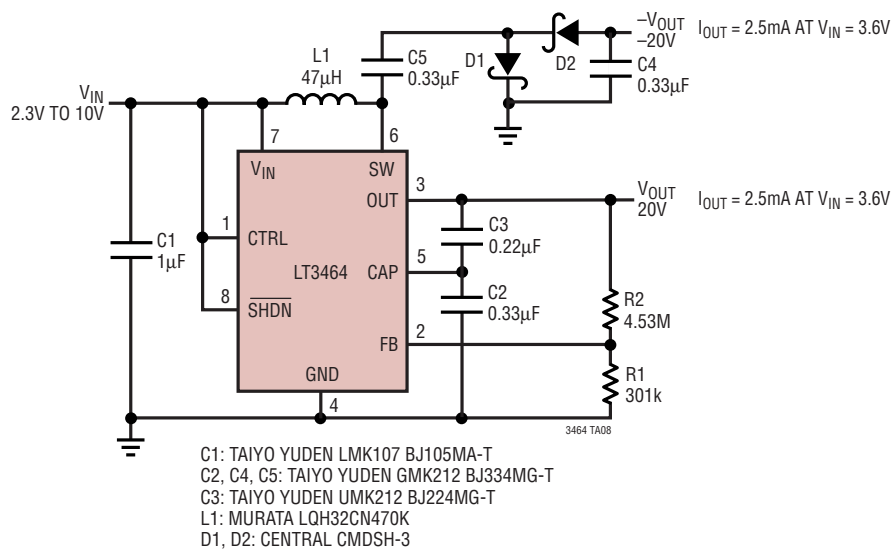 –VOUT
–20V
IOUT = 2.5mA AT VIN = 3.6V
L1
47µH
C5
0.33µF
D1
D2
C4
0.33µF
VIN
2.3V TO 10V
7
6
VIN
SW
OUT
3
VOUT
20V
IOUT = 2.5mA AT VIN = 3.6V
C1
1µF
1
CTRL
LT3464
CAP
5
C3
0.22µF
8
SHDN
C2
0.33µF
R2
4.53M
FB
2
GND
4
R1
301k
3464 TA08
C1: TAIYO YUDEN LMK107 BJ105MA-T
C2, C4, C5: TAIYO YUDEN GMK212 BJ334MG-T
C3: TAIYO YUDEN UMK212 BJ224MG-T
L1: MURATA LQH32CN470K
D1, D2: CENTRAL CMDSH-3